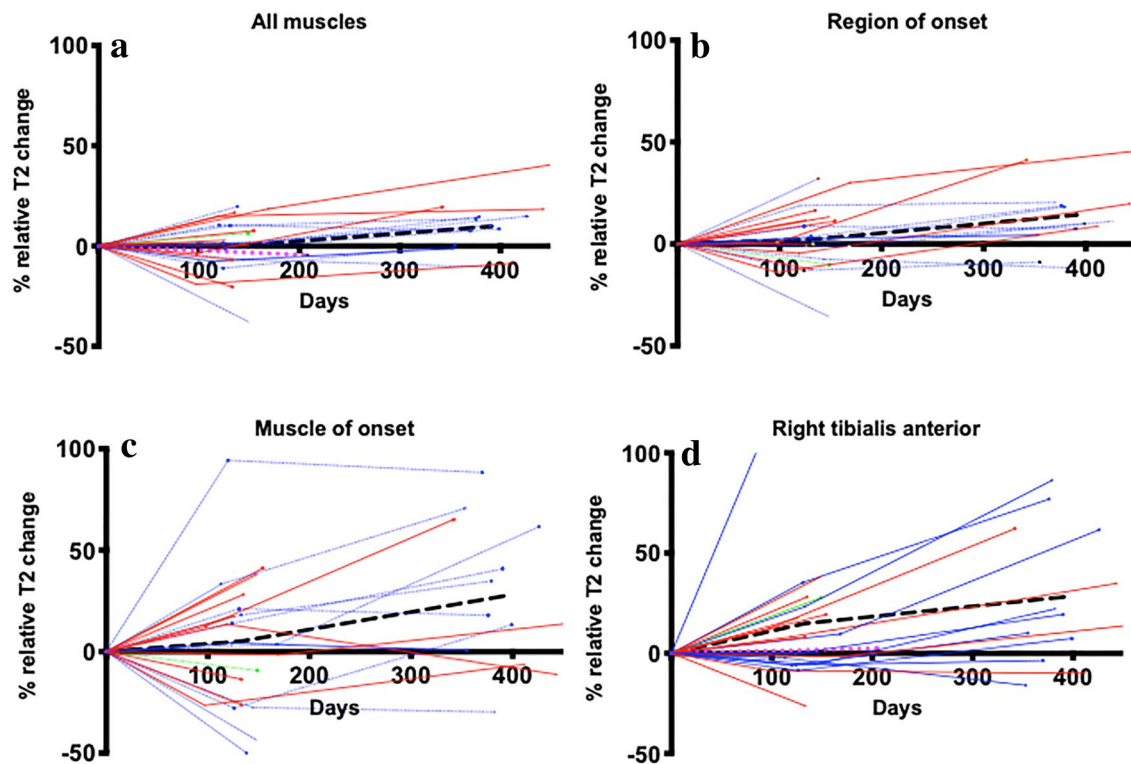 All muscles
a
100
50
0
-50
100
200
300
400
Days
% relative T2 change
Region of onset
b
100
50
0
-50
100
200
300
400
Days
% relative T2 change
Muscle of onset
c
100
50
0
-50
100
200
300
400
Days
% relative T2 change
Right tibialis anterior
d
100
50
0
-50
100
200
300
400
Days
% relative T2 change